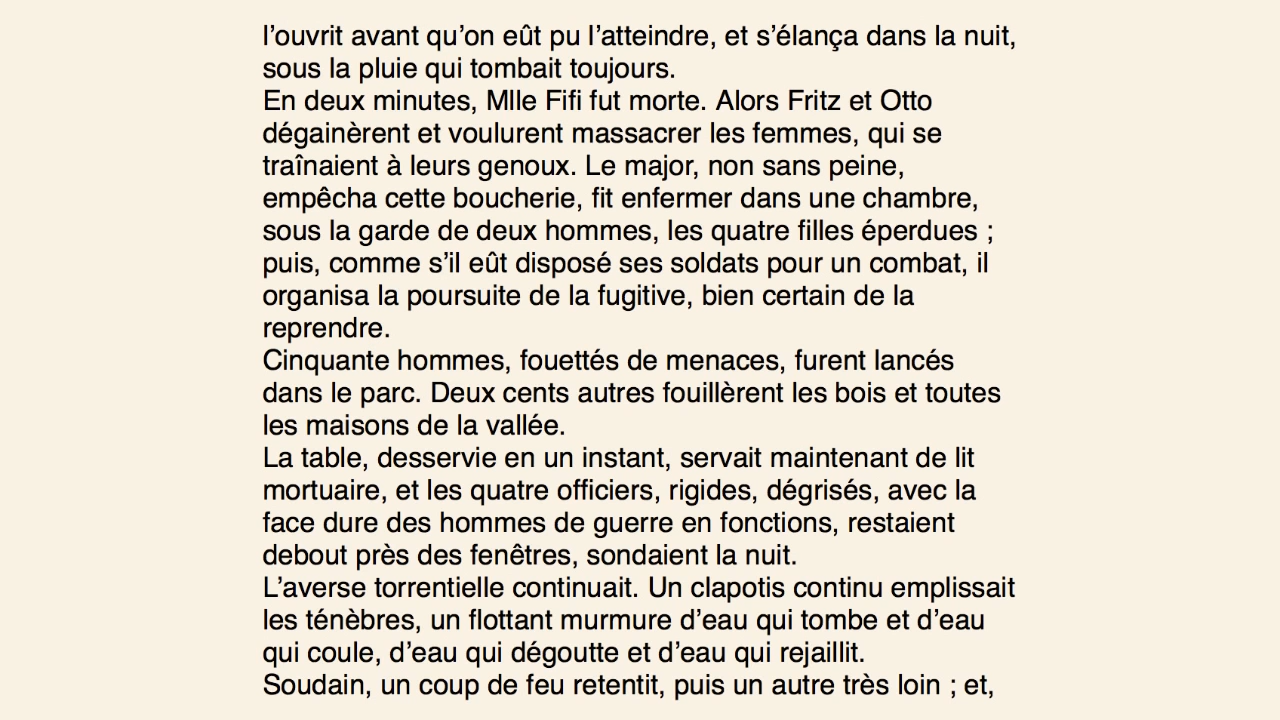 l’ouvrit avant qu’on eût pu l’atteindre, et s’élança dans la nuit,
sous la pluie qui tombait toujours.
En deux minutes, Mlle Fifi fut morte. Alors Fritz et Otto
dégainèrent et voulurent massacrer les femmes, qui se
traînaient à leurs genoux. Le major, non sans peine,
empêcha cette boucherie, fit enfermer dans une chambre,
sous la garde de deux hommes, les quatre filles éperdues ;
puis, comme s’il eût disposé ses soldats pour un combat, il
organisa la poursuite de la fugitive, bien certain de la
reprendre.
Cinquante hommes, fouettés de menaces, furent lancés
dans le parc. Deux cents autres fouillèrent les bois et toutes
les maisons de la vallée.
La table, desservie en un instant, servait maintenant de lit
mortuaire, et les quatre officiers, rigides, dégrisés, avec la
face dure des hommes de guerre en fonctions, restaient
debout près des fenêtres, sondaient la nuit.
L’averse torrentielle continuait. Un clapotis continu emplissait
les ténèbres, un flottant murmure d’eau qui tombe et d’eau
qui coule, d’eau qui dégoutte et d’eau qui rejaillit.
Soudain, un coup de feu retentit, puis un autre très loin ; et,